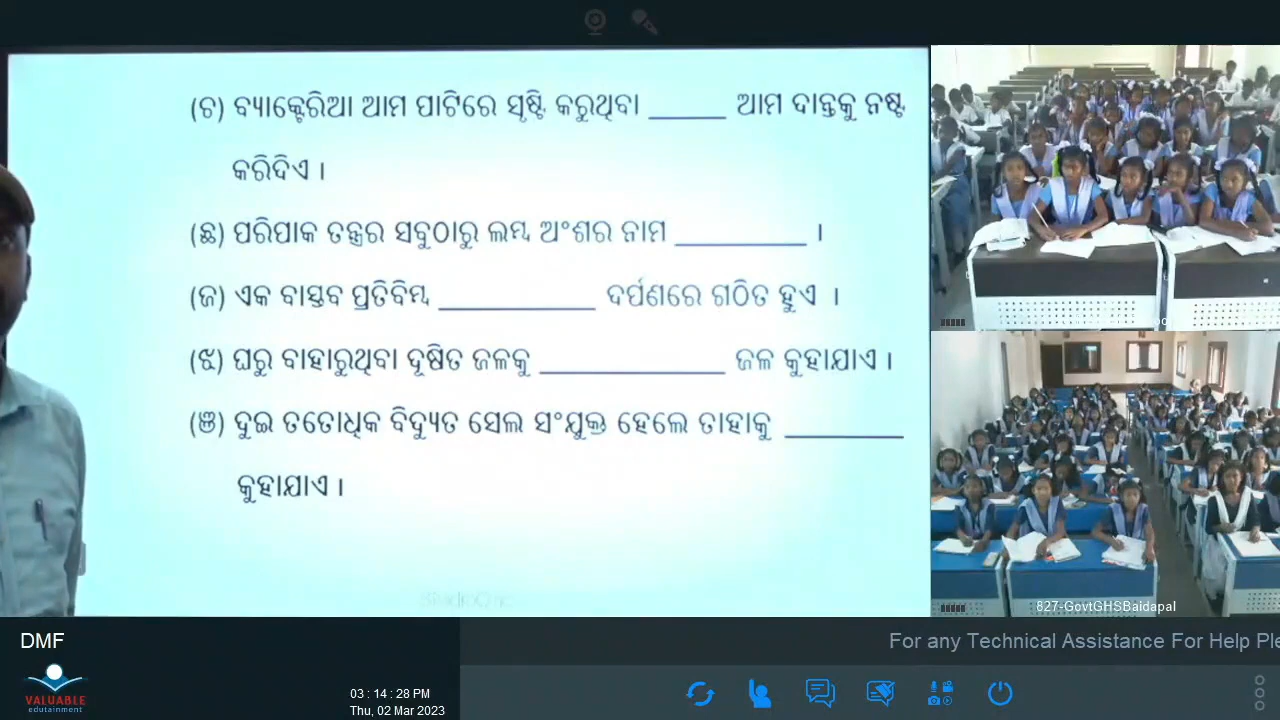 (ଚ) ବ୍ୟାକ୍ଟେରିଆ ଆମ ପାଟିରେ ସୃଷ୍ଟି କରୁଥିବା ______ ଆମ ଦାନ୍ତକୁ ନଷ୍ଟ
କରିଦିଏ ।
(ଛ) ପରିପାକ ତନ୍ତ୍ରର ସବୁଠାରୁ ଲମ୍ବ ଅଂଶର ନାମ __________ ।
(ଜ) ଏକ ବାସ୍ତବ ପ୍ରତିବିମ୍ବ ____________ ଦର୍ପଣରେ ଗଠିତ ହୁଏ ।
(ଝ) ଘରୁ ବାହାରୁଥିବା ଦୂଷିତ ଜଳକୁ ______________ ଜଳ କୁହାଯାଏ ।
(ଞ) ଦୁଇ ତତୋଧିକ ବିଦ୍ୟୁତ ସେଲ ସଂଯୁକ୍ତ ହେଲେ ତାହାକୁ _________
କୁହାଯାଏ ।
827-GovtGHSBaidapal
DMF
For any Technical Assistance For Help Ple
VALUABLE
edutainment
03 : 14 : 28 PM
Thu, 02 Mar 2023